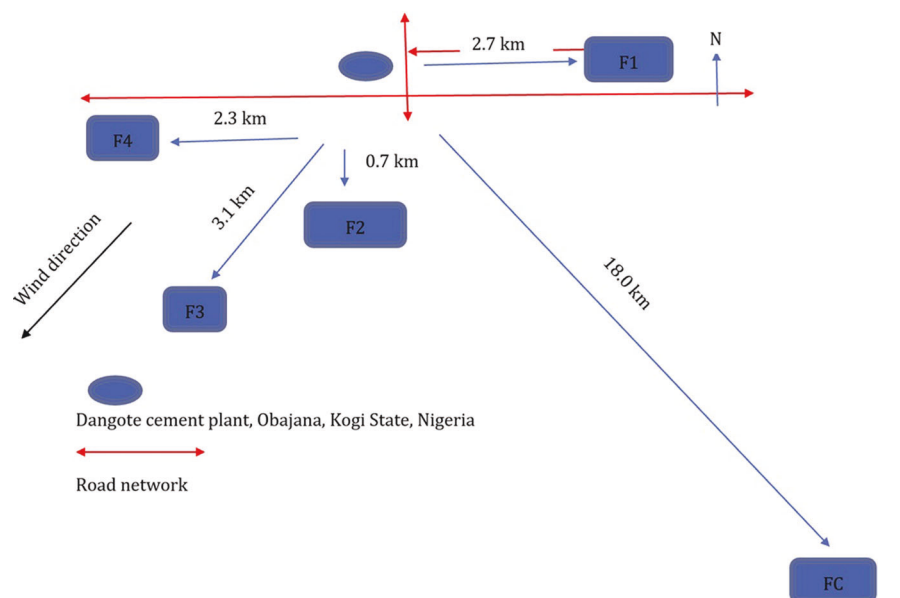 2.7 km
F1
N
F4
2.3 km
0.7 km
3.1 km
F2
Wind direction
18.0 km
F3
Dangote cement plant, Obajana, Kogi State, Nigeria
Road network
FC